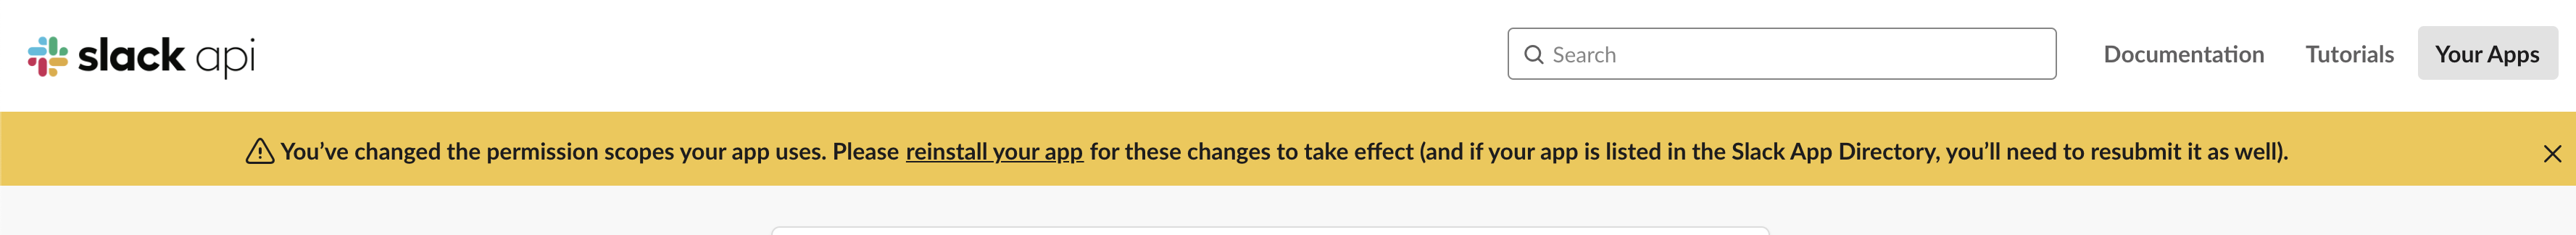 slack api
Search
Documentation
Tutorials
Your Apps
You’ve changed the permission scopes your app uses. Please reinstall your app for these changes to take effect (and if your app is listed in the Slack App Directory, you’ll need to resubmit it as well).